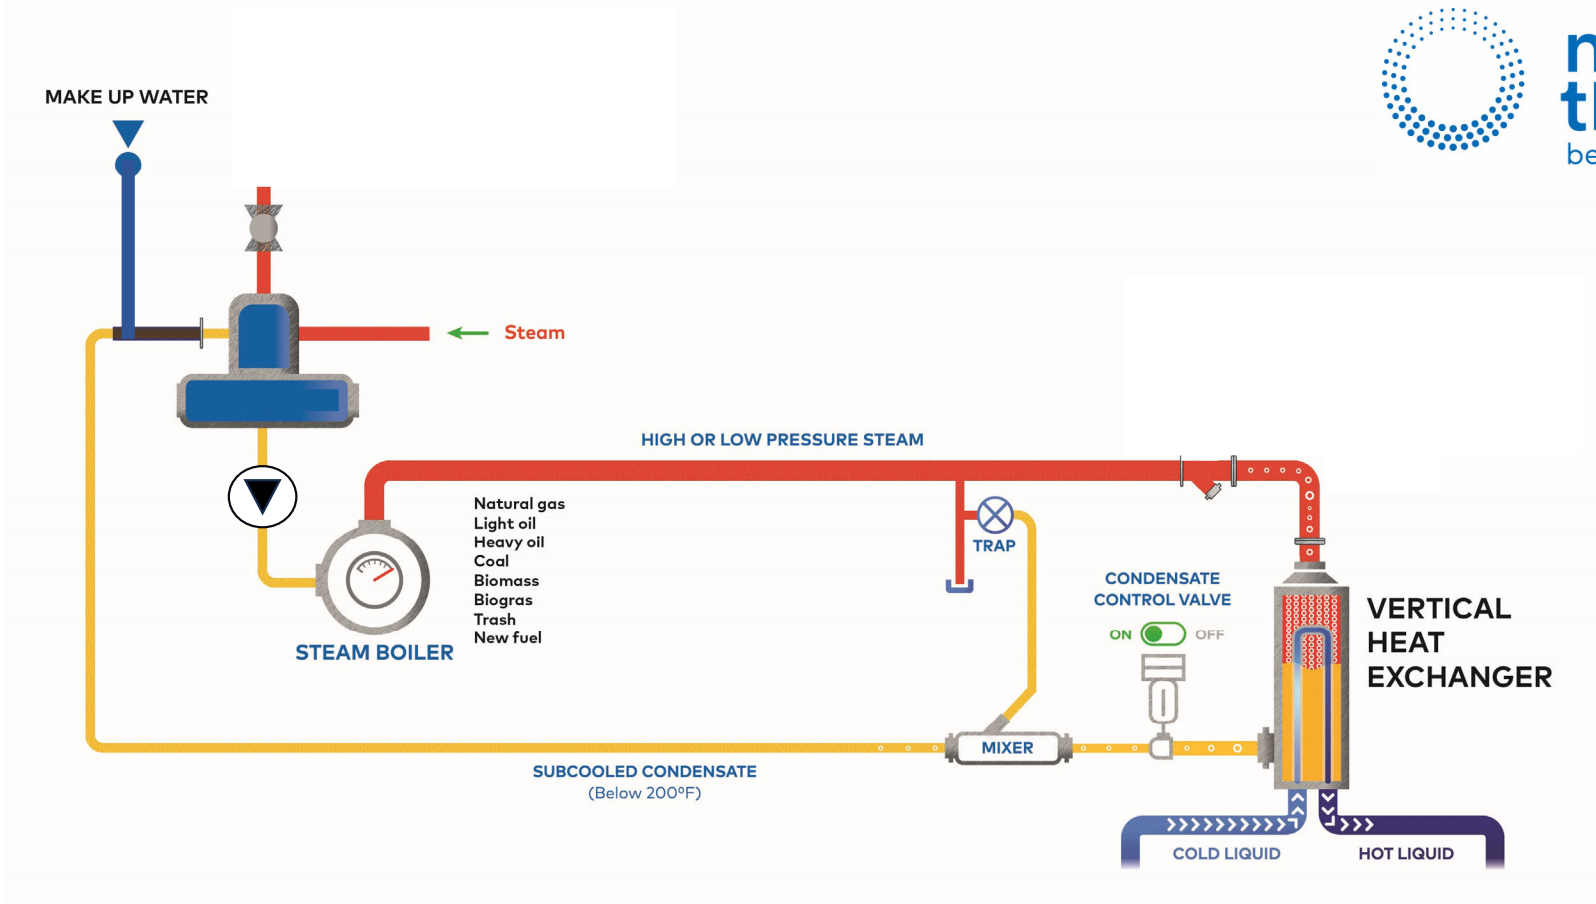 MAKE UP WATER
Steam
HIGH OR LOW PRESSURE STEAM
Natural gas
Light oil
Heavy oil
Coal
Biomass
Biogras
Trash
New fuel
STEAM BOILER
TRAP
CONDENSATE
CONTROL VALVE
ON OFF
VERTICAL
HEAT
EXCHANGER
MIXER
SUBCOOLED CONDENSATE
(Below 200ºF)
COLD LIQUID
HOT LIQUID